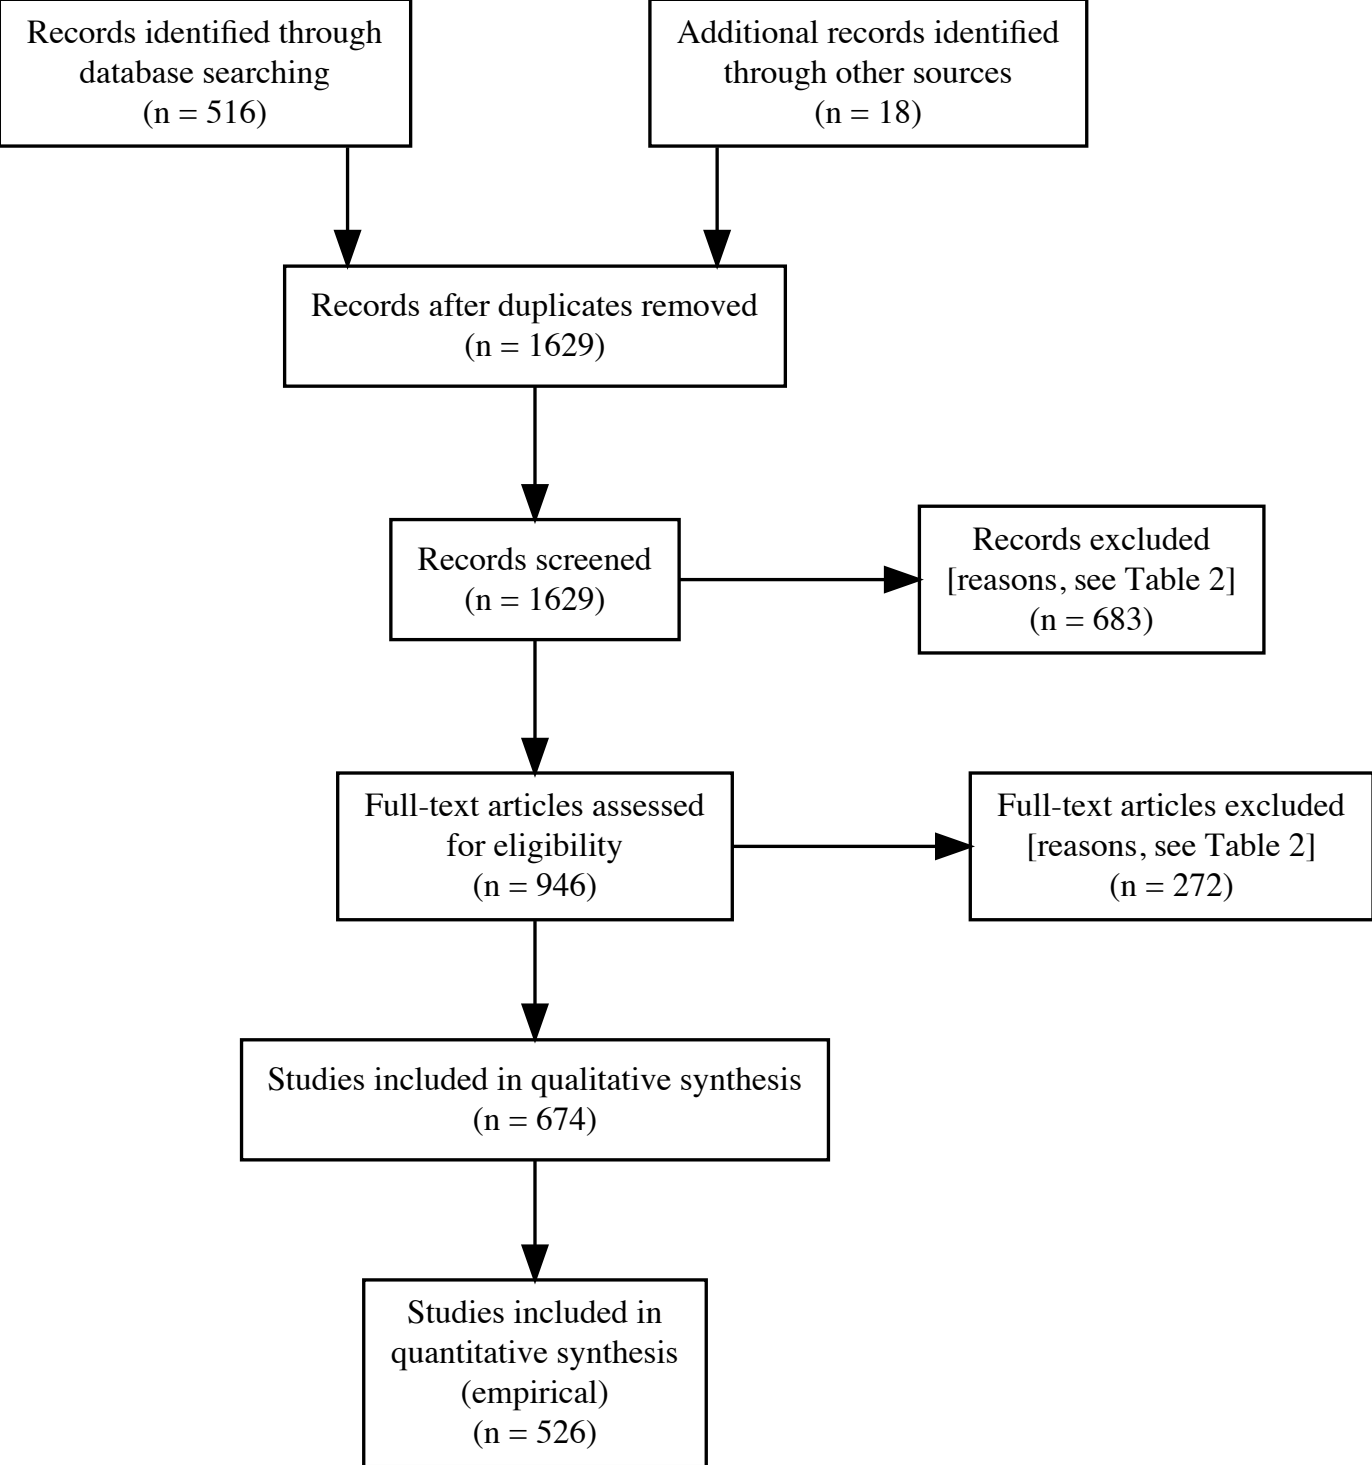 Records identified through
database searching
(n = 516)
Additional records identified
through other sources
(n = 18)
Records after duplicates removed
(n = 1629)
Records screened
(n = 1629)
Records excluded
[reasons, see Table 2]
(n = 683)
Full-text articles assessed
for eligibility
(n = 946)
Full-text articles excluded
[reasons, see Table 2]
(n = 272)
Studies included in qualitative synthesis
(n = 674)
Studies included in
quantitative synthesis
(empirical)
(n = 526)